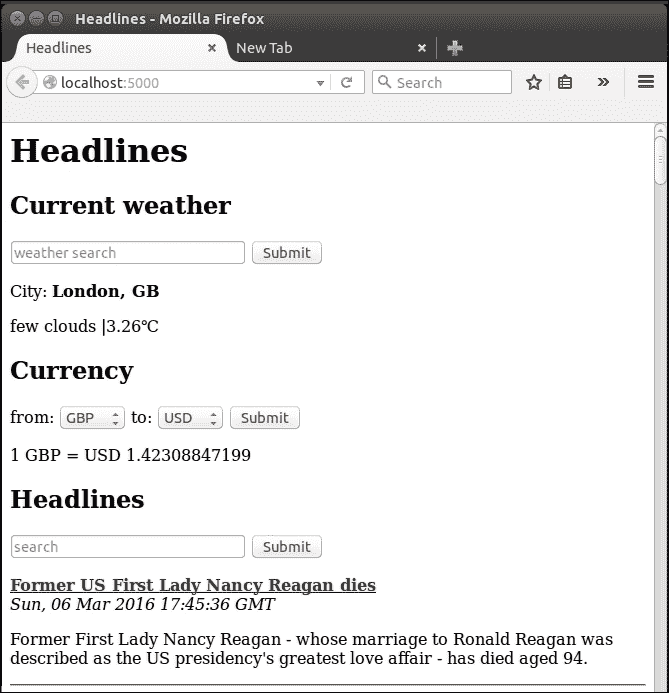 Headlines - Mozilla Firefox
Headlines
New Tab
localhost:5000
Search
Headlines
Current weather
weather search Submit
City: London, GB
few clouds |3.26℃
Currency
from: GBP to: USD Submit
1 GBP = USD 1.42308847199
Headlines
search Submit
Former US First Lady Nancy Reagan dies
Sun, 06 Mar 2016 17:45:36 GMT
Former First Lady Nancy Reagan - whose marriage to Ronald Reagan was
described as the US presidency's greatest love affair - has died aged 94.